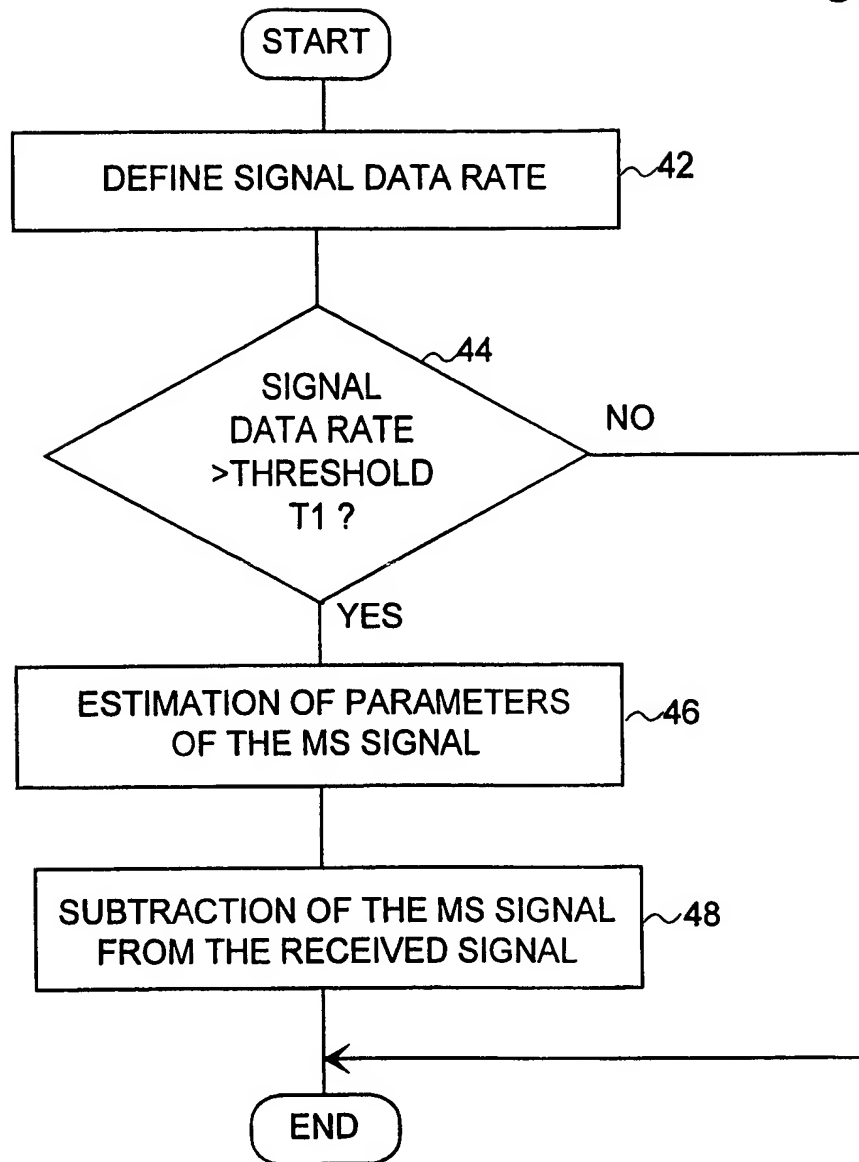 START
DEFINE SIGNAL DATA RATE
42
44
SIGNAL
DATA RATE
>THRESHOLD
T1 ?
NO
YES
ESTIMATION OF PARAMETERS
OF THE MS SIGNAL
46
SUBTRACTION OF THE MS SIGNAL
FROM THE RECEIVED SIGNAL
48
END